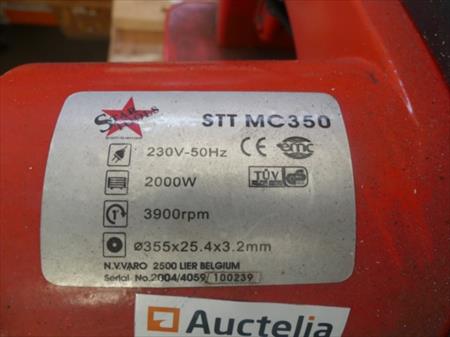 STT MC350
230V-50Hz CE emc
2000W TÜV GS
3900rpm
ø355x25.4x3.2mm
N.V.VARO 2500 LIER BELGIUM
Serial No.2004/4059/100239
Auctelia